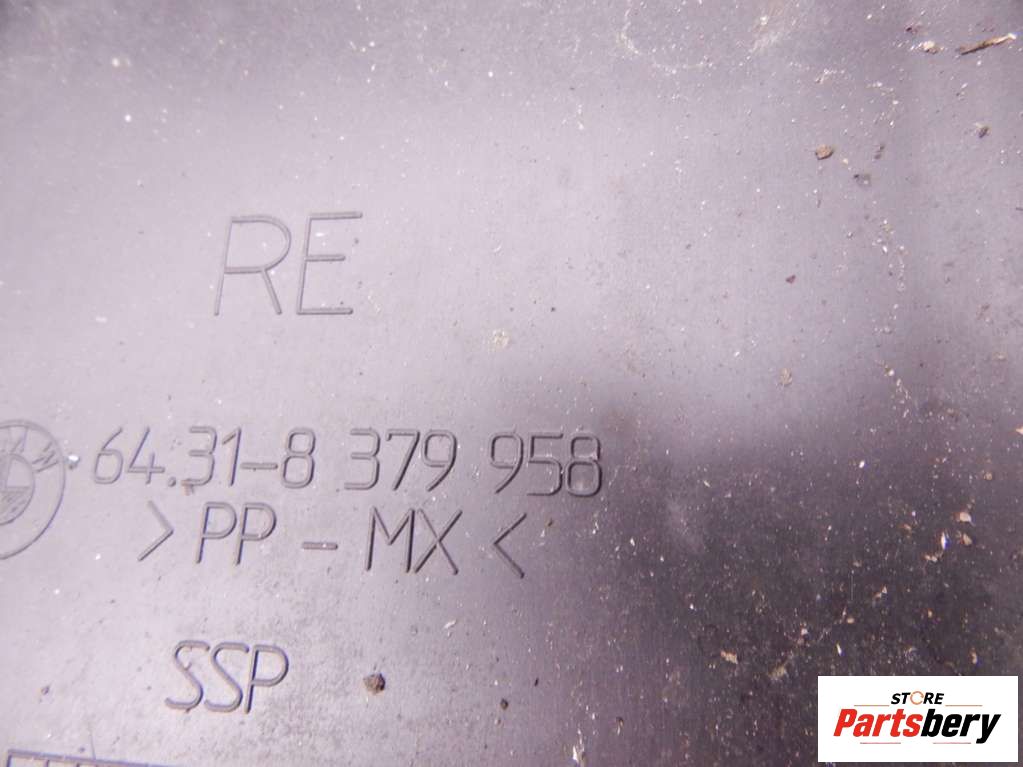 RE
64.31-8 379 958
> PP - MX <
SSP
STORE
Partsbery